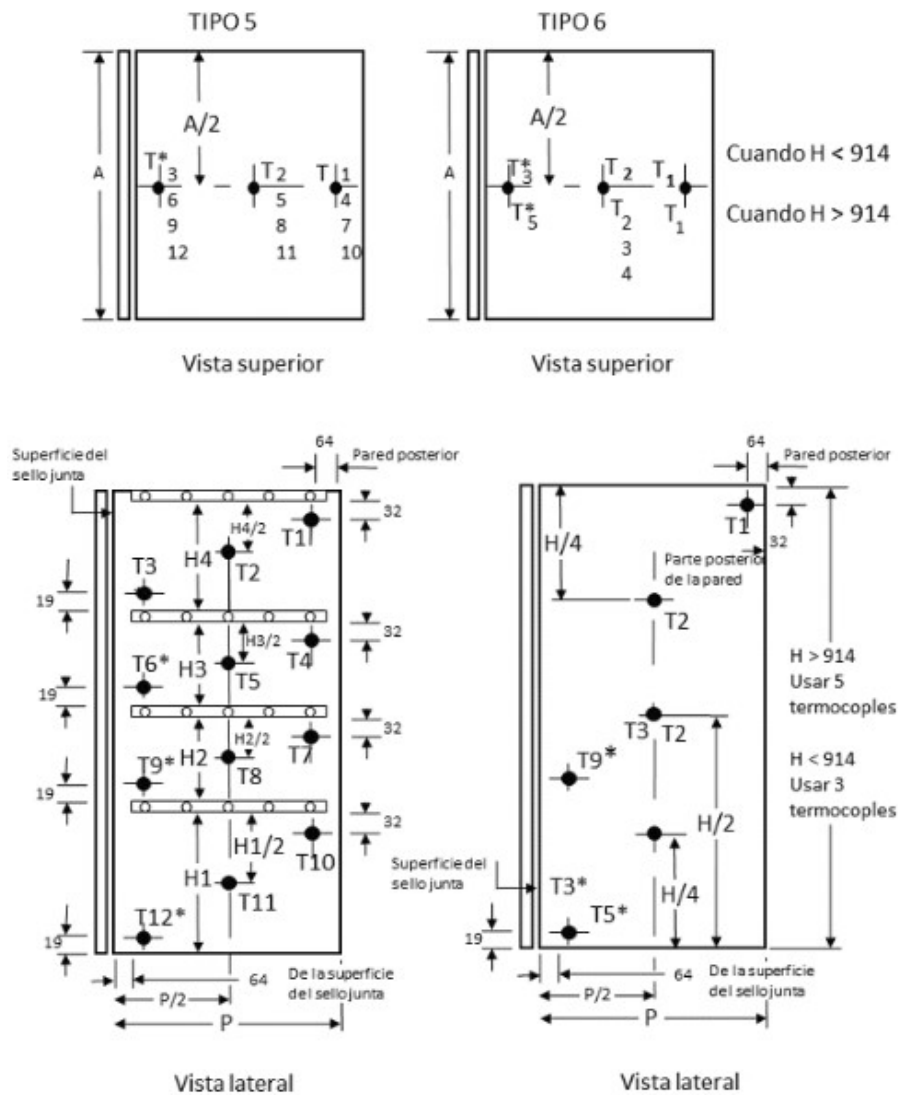 TIPO 5
A
A/2
T* 3
6
9
12
T 2
5
8
11
T 1
4
7
10
Vista superior
TIPO 6
A
A/2
T*3
T*5
T2
T2
3
4
T1
T1
Cuando H < 914
Cuando H > 914
Vista superior
Superficie del
sello junta
64
Pared posterior
32
H4/2
T1
H4
T2
T3
19
H3/2
32
T4
H3
T6*
T5
19
H2/2
32
T7
H2
T9*
T8
19
32
H1/2
T10
H1
T11
T12*
19
64
De la superficie
del sello junta
P/2
P
Vista lateral
64
Pared posterior
T1
32
H/4
Parte posterior
de la pared
T2
H > 914
Usar 5
termocoples
T3
T2
T9*
H < 914
Usar 3
termocoples
H/2
Superficie del
sello junta
T3*
H/4
T5*
19
64
De la superficie
del sello junta
P/2
P
Vista lateral